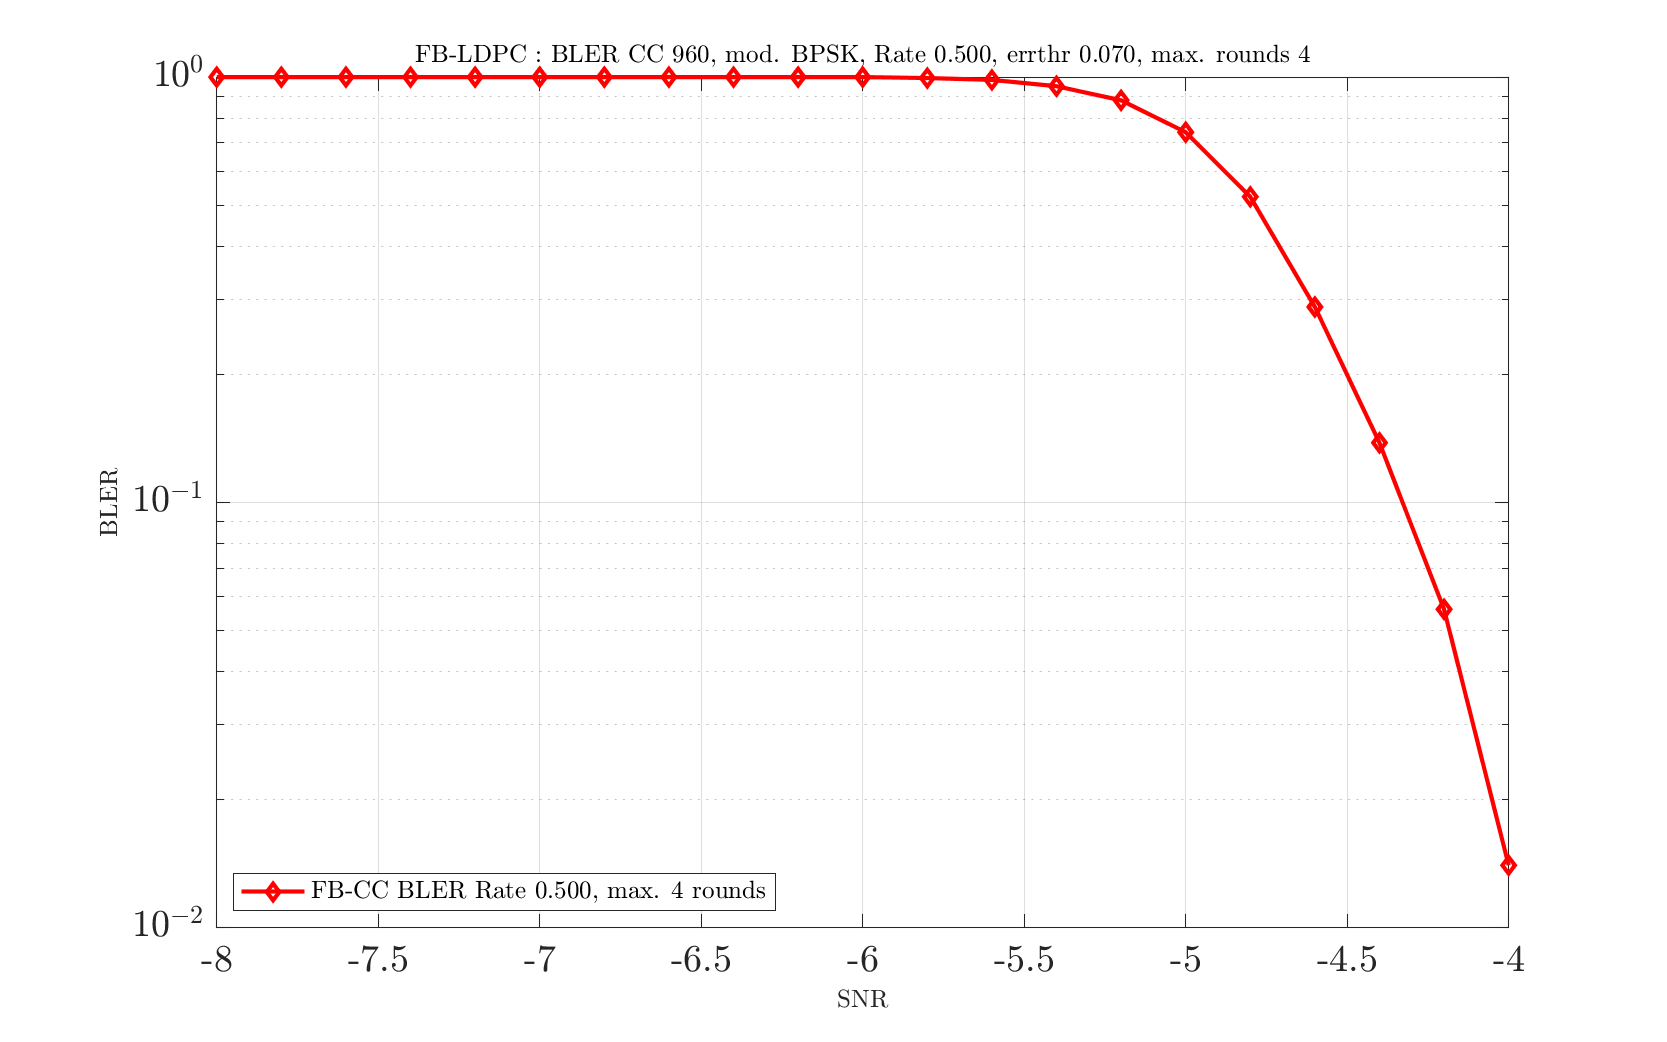 FB-LDPC : BLER CC 960, mod. BPSK, Rate 0.500, errthr 0.070, max. rounds 4
10^0
10^{-1}
10^{-2}
BLER
FB-CC BLER Rate 0.500, max. 4 rounds
-8 -7.5 -7 -6.5 -6 -5.5 -5 -4.5 -4
SNR